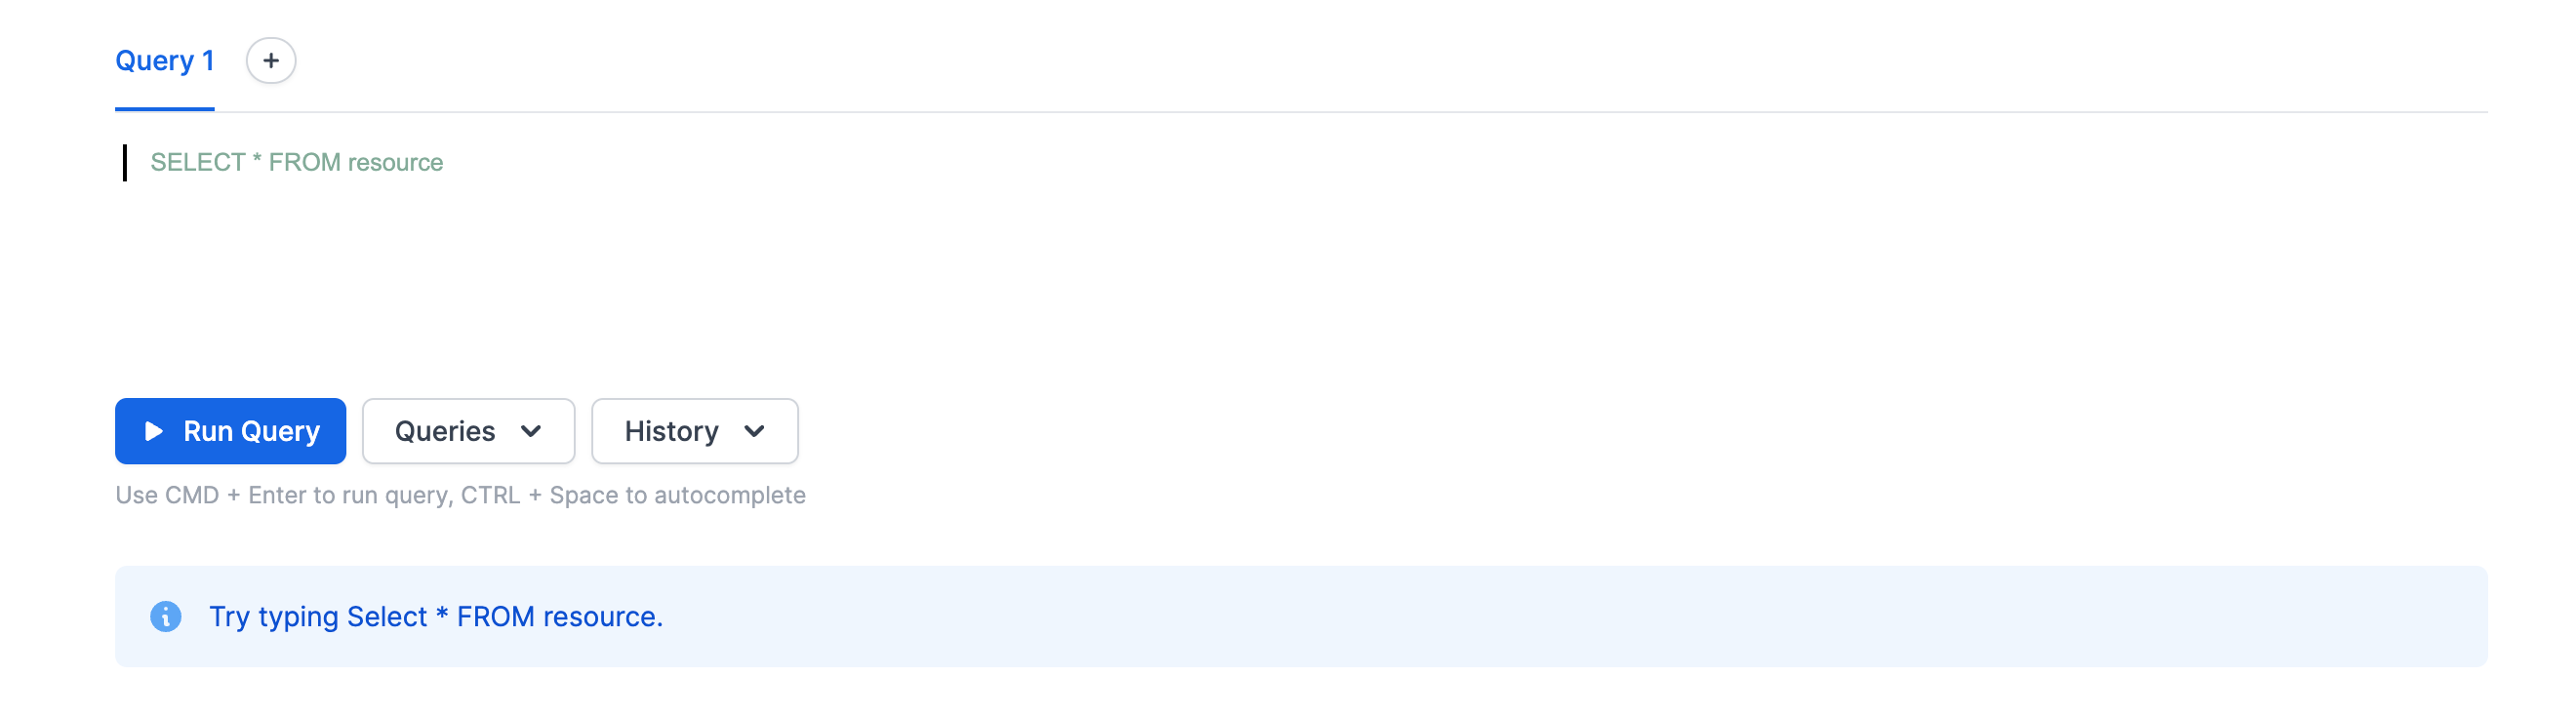 Query 1 +
SELECT * FROM resource
Run Query Queries History
Use CMD + Enter to run query, CTRL + Space to autocomplete
Try typing Select * FROM resource.